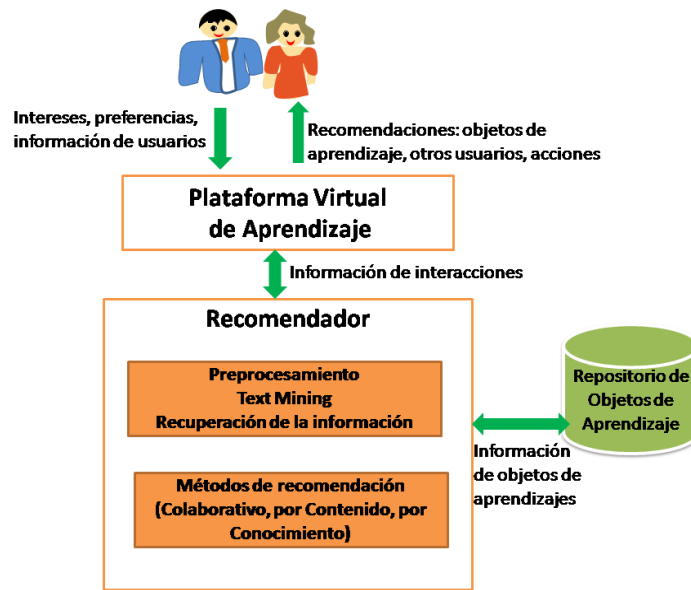 Intereses, preferencias,
información de usuarios
Recomendaciones: objetos de
aprendizaje, otros usuarios, acciones
Plataforma Virtual
de Aprendizaje
Información de interacciones
Recomendador
Preprocesamiento
Text Mining
Recuperación de la información
Métodos de recomendación
(Colaborativo, por Contenido, por
Conocimiento)
Repositorio de
Objetos de
Aprendizaje
Información
de objetos de
aprendizajes